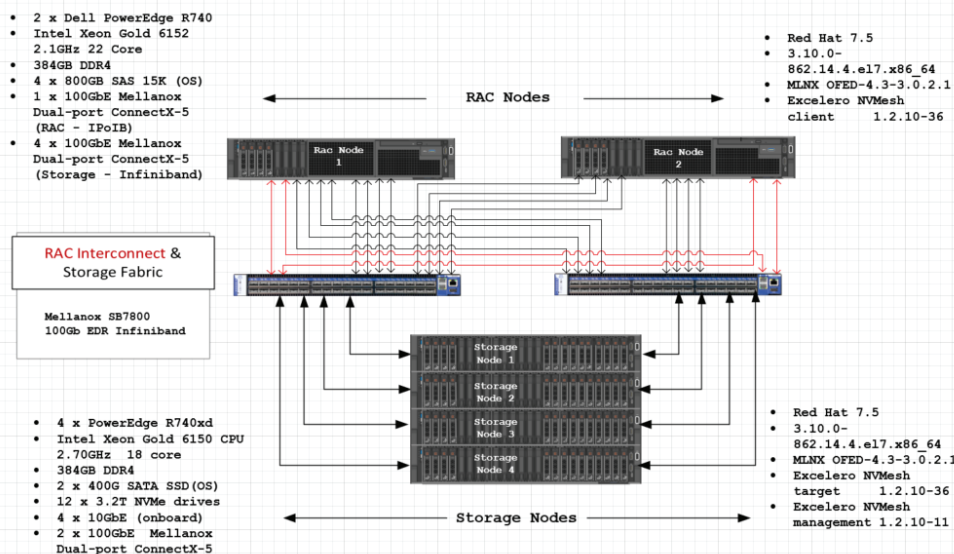 • 2 x Dell PowerEdge R740
• Intel Xeon Gold 6152
2.1GHz 22 Core
• 384GB DDR4
• 4 x 800GB SAS 15K (OS)
• 1 x 100GbE Mellanox
Dual-port ConnectX-5
(RAC - IPoIB)
• 4 x 100GbE Mellanox
Dual-port ConnectX-5
(Storage - Infiniband)
RAC Nodes
• Red Hat 7.5
• 3.10.0-
862.14.4.el7.x86_64
• MLNX OFED-4.3-3.0.2.1
• Excelero NVMesh
client 1.2.10-36
Rac Node
1
Rac Node
2
RAC Interconnect &
Storage Fabric
Mellanox SB7800
100Gb EDR Infiniband
Storage
Node 1
Storage
Node 2
Storage
Node 3
Storage
Node 4
• 4 x PowerEdge R740xd
• Intel Xeon Gold 6150 CPU
2.70GHz 18 core
• 384GB DDR4
• 2 x 400G SATA SSD(OS)
• 12 x 3.2T NVMe drives
• 4 x 10GbE (onboard)
• 2 x 100GbE Mellanox
Dual-port ConnectX-5
Storage Nodes
• Red Hat 7.5
• 3.10.0-
862.14.4.el7.x86_64
• MLNX OFED-4.3-3.0.2.1
• Excelero NVMesh
target 1.2.10-36
• Excelero NVMesh
management 1.2.10-11